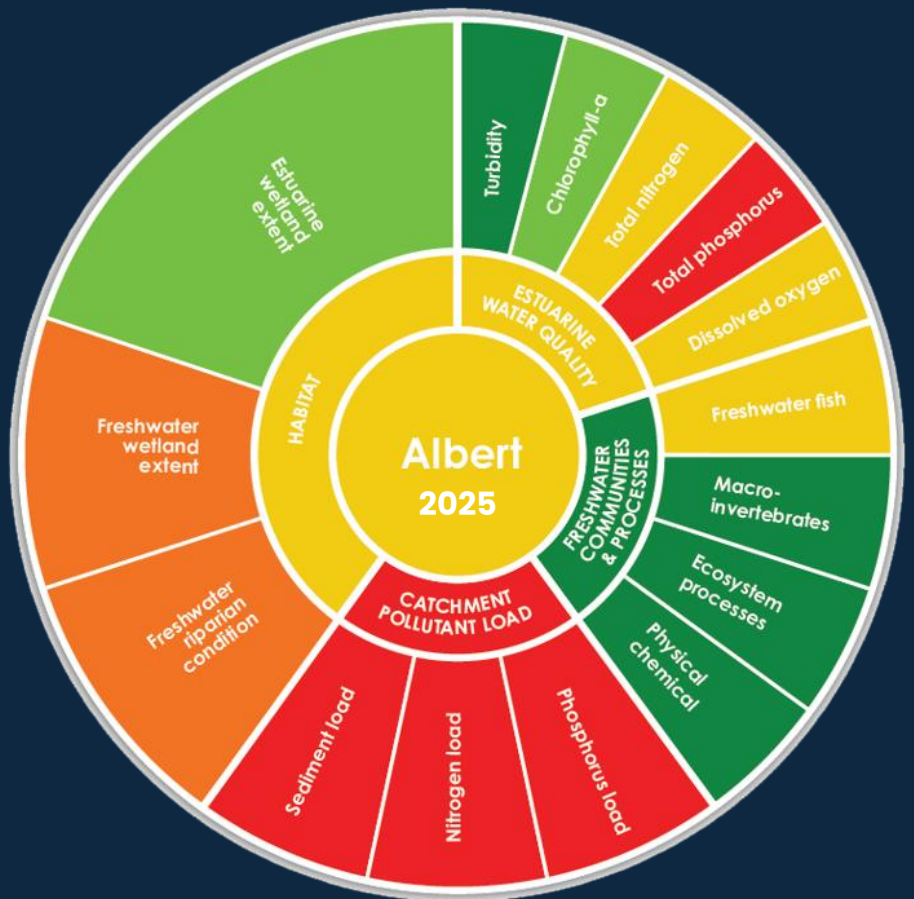 Albert
2025
ESTUARINE
WATER QUALITY
Turbidity
Chlorophyll-a
Total nitrogen
Total phosphorus
Dissolved oxygen
FRESHWATER
COMMUNITIES
& PROCESSES
Freshwater fish
Macro-
invertebrates
Ecosystem
processes
Physical
chemical
CATCHMENT
POLLUTANT LOAD
Phosphorus load
Nitrogen load
Sediment load
HABITAT
Freshwater
riparian
condition
Freshwater
wetland
extent
Estuarine
wetland
extent